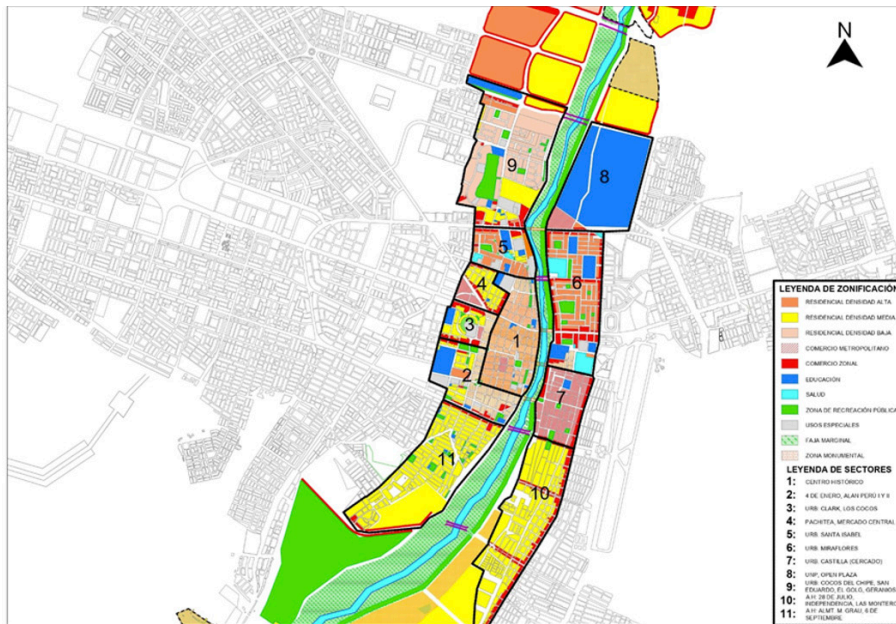 N
9
8
5
6
4
3
1
2
7
11
10
LEYENDA DE ZONIFICACIÓN
RESIDENCIAL DENSIDAD ALTA
RESIDENCIAL DENSIDAD MEDIA
RESIDENCIAL DENSIDAD BAJA
COMERCIO METROPOLITANO
COMERCIO ZONAL
EDUCACIÓN
SALUD
ZONA DE RECREACIÓN PÚBLICA
USOS ESPECIALES
FAJA MARGINAL
ZONA MONUMENTAL
LEYENDA DE SECTORES
1: CENTRO HISTÓRICO
2: 4 DE ENERO, ALAN PERÚ I Y II
3: URB. CLARK, LOS COCOS
4: PACHITEA, MERCADO CENTRAL
5: URB. SANTA ISABEL
6: URB. MIRAFLORES
7: URB. CASTILLA (CERCADO)
8: UNP, OPEN PLAZA
9: URB. COCOS DEL CHIPE, SAN
EDUARDO, EL GOLO, GERANIOS
10: A.H. 28 DE JULIO,
INDEPENDENCIA, LAS MONTERO
11: A.H. ALMT. M. GRAU, 6 DE
SEPTIEMBRE